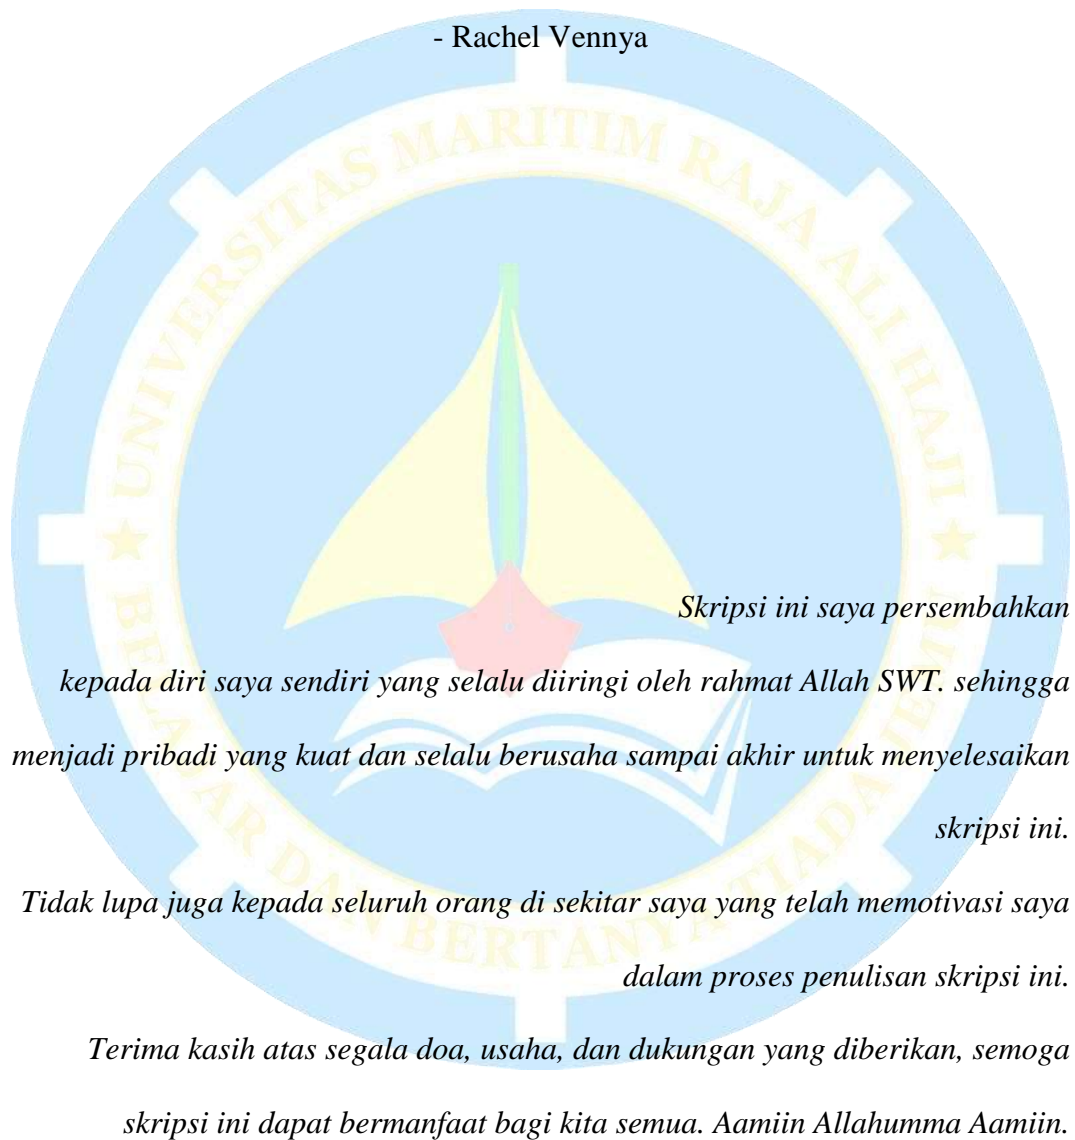 - Rachel Vennya
UNIVERSITAS MARITIM RAJA ALI HAJI
BELAJAR DAN BERTANYA TIADA JEMU
Skripsi ini saya persembahkan
kepada diri saya sendiri yang selalu diiringi oleh rahmat Allah SWT. sehingga
menjadi pribadi yang kuat dan selalu berusaha sampai akhir untuk menyelesaikan
skripsi ini.
Tidak lupa juga kepada seluruh orang di sekitar saya yang telah memotivasi saya
dalam proses penulisan skripsi ini.
Terima kasih atas segala doa, usaha, dan dukungan yang diberikan, semoga
skripsi ini dapat bermanfaat bagi kita semua. Aamiin Allahumma Aamiin.